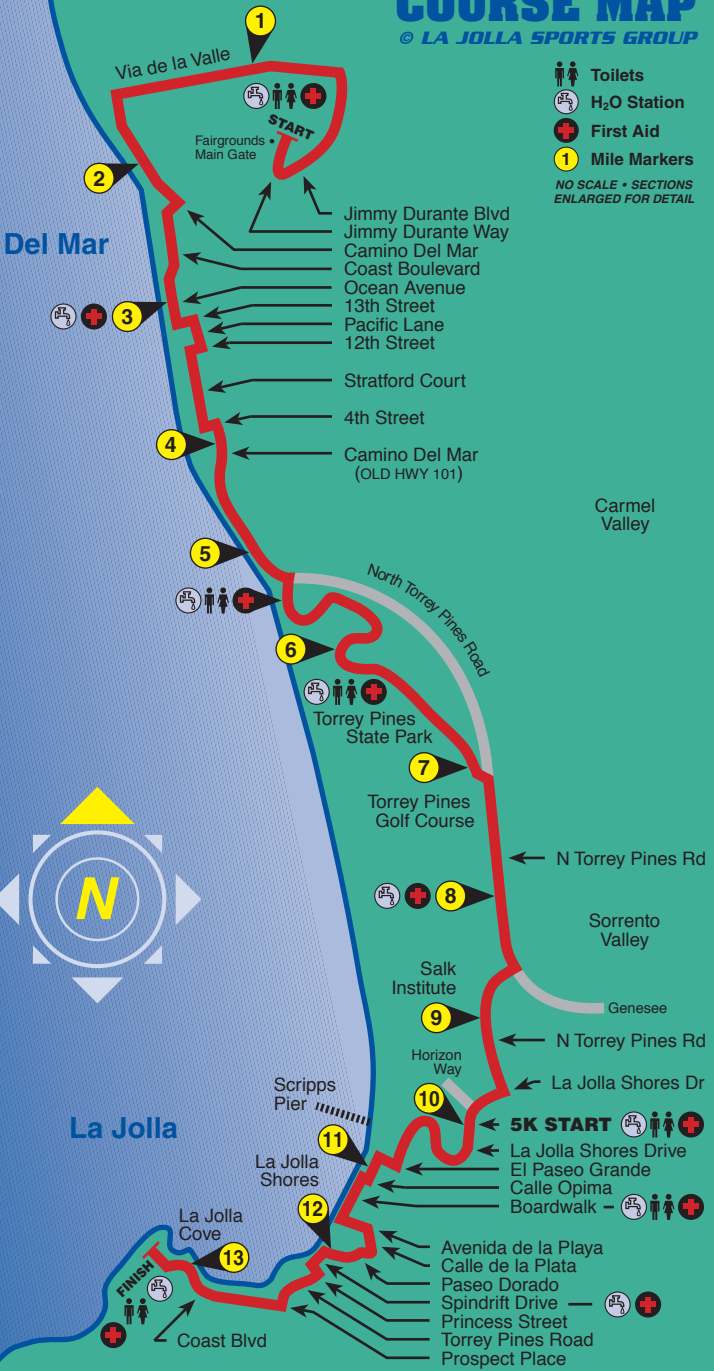 COURSE MAP
© LA JOLLA SPORTS GROUP
Toilets
H₂O Station
First Aid
1 Mile Markers
NO SCALE • SECTIONS
ENLARGED FOR DETAIL
1
Via de la Valle
START
Fairgrounds •
Main Gate
2
Jimmy Durante Blvd
Jimmy Durante Way
Del Mar
Camino Del Mar
Coast Boulevard
Ocean Avenue
3
13th Street
Pacific Lane
12th Street
Stratford Court
4th Street
4
Camino Del Mar
(OLD HWY 101)
Carmel
Valley
5
North Torrey Pines Road
6
Torrey Pines
State Park
7
Torrey Pines
Golf Course
N Torrey Pines Rd
N
8
Sorrento
Valley
Salk
Institute
Genesee
9
N Torrey Pines Rd
Horizon
Way
La Jolla Shores Dr
Scripps
Pier
10
5K START
La Jolla
11
La Jolla Shores Drive
La Jolla
Shores
El Paseo Grande
Calle Opima
Boardwalk –
12
La Jolla
Cove
13
Avenida de la Playa
Calle de la Plata
FINISH
Paseo Dorado
Spindrift Drive —
Princess Street
Coast Blvd
Torrey Pines Road
Prospect Place